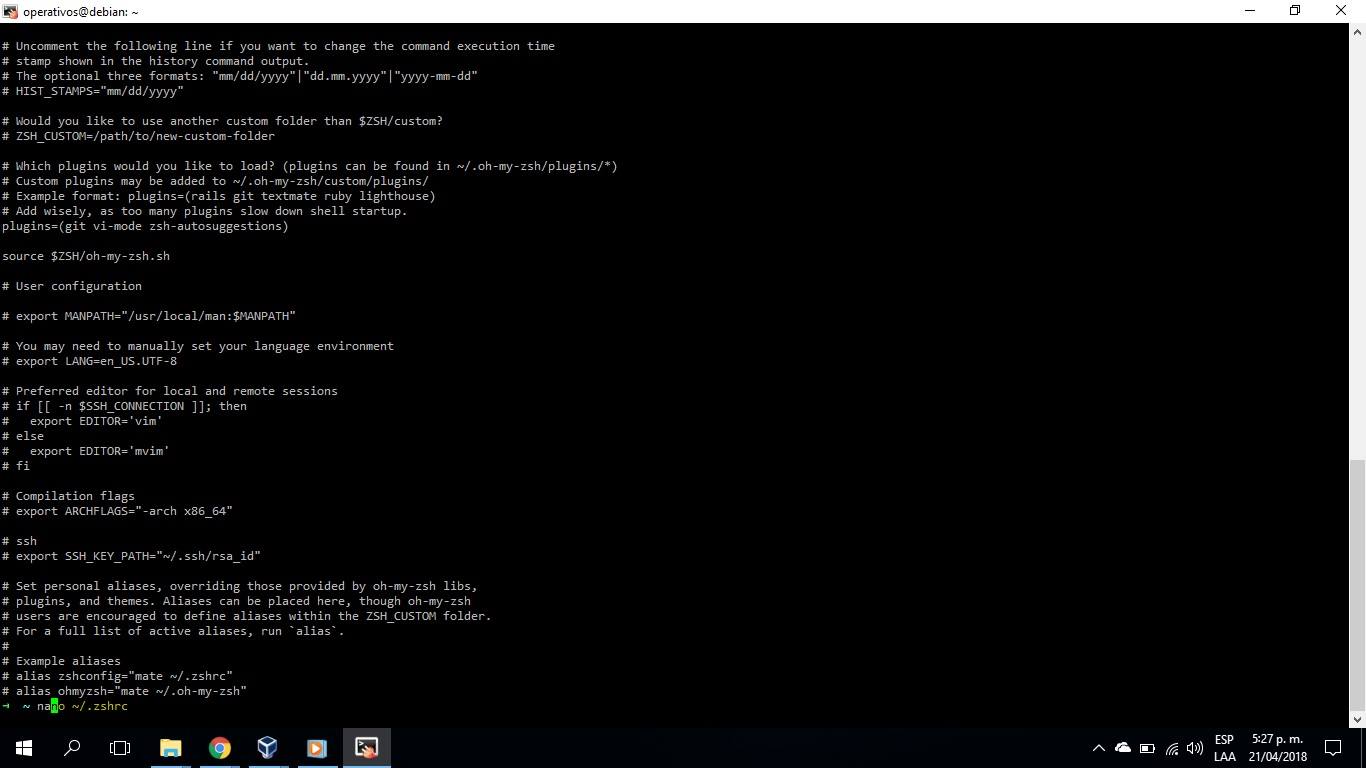 operativos@debian: ~
# Uncomment the following line if you want to change the command execution time
# stamp shown in the history command output.
# The optional three formats: "mm/dd/yyyy"|"dd.mm.yyyy"|"yyyy-mm-dd"
# HIST_STAMPS="mm/dd/yyyy"
# Would you like to use another custom folder than $ZSH/custom?
# ZSH_CUSTOM=/path/to/new-custom-folder
# Which plugins would you like to load? (plugins can be found in ~/.oh-my-zsh/plugins/*)
# Custom plugins may be added to ~/.oh-my-zsh/custom/plugins/
# Example format: plugins=(rails git textmate ruby lighthouse)
# Add wisely, as too many plugins slow down shell startup.
plugins=(git vi-mode zsh-autosuggestions)
source $ZSH/oh-my-zsh.sh
# User configuration
# export MANPATH="/usr/local/man:$MANPATH"
# You may need to manually set your language environment
# export LANG=en_US.UTF-8
# Preferred editor for local and remote sessions
# if [[ -n $SSH_CONNECTION ]]; then
#   export EDITOR='vim'
# else
#   export EDITOR='mvim'
# fi
# Compilation flags
# export ARCHFLAGS="-arch x86_64"
# ssh
# export SSH_KEY_PATH="~/.ssh/rsa_id"
# Set personal aliases, overriding those provided by oh-my-zsh libs,
# plugins, and themes. Aliases can be placed here, though oh-my-zsh
# users are encouraged to define aliases within the ZSH_CUSTOM folder.
# For a full list of active aliases, run `alias`.
#
# Example aliases
# alias zshconfig="mate ~/.zshrc"
# alias ohmyzsh="mate ~/.oh-my-zsh"
→  ~ nano ~/.zshrc
ESP
LAA
5:27 p. m.
21/04/2018